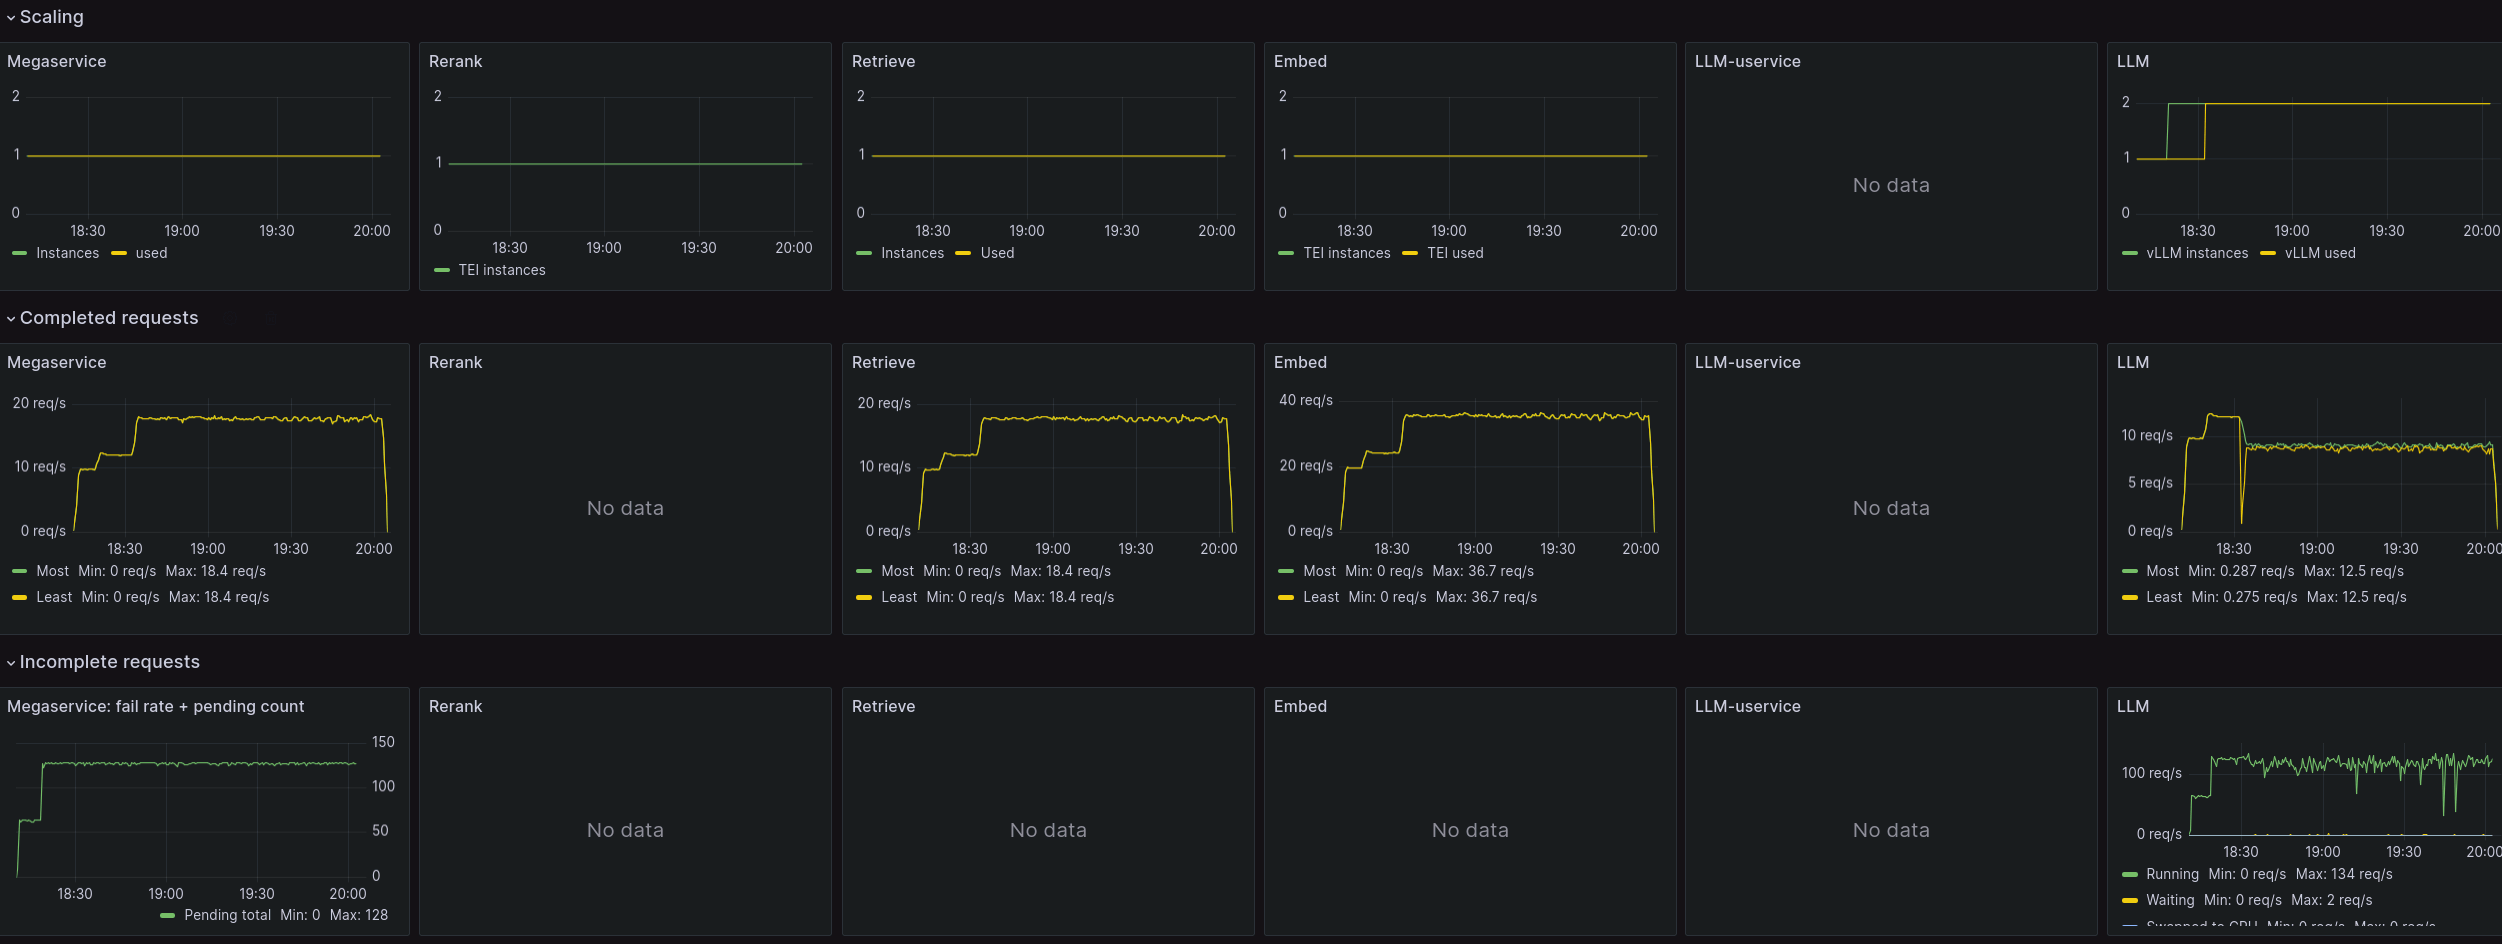 Scaling
Megaservice
2
1
0
18:30 19:00 19:30 20:00
Instances used
Rerank
2
1
0
18:30 19:00 19:30 20:00
TEI instances
Retrieve
2
1
0
18:30 19:00 19:30 20:00
Instances Used
Embed
2
1
0
18:30 19:00 19:30 20:00
TEI instances TEI used
LLM-uservice
No data
LLM
2
1
0
18:30 19:00 19:30 20:00
vLLM instances vLLM used
Completed requests
Megaservice
20 req/s
10 req/s
0 req/s
18:30 19:00 19:30 20:00
Most Min: 0 req/s Max: 18.4 req/s
Least Min: 0 req/s Max: 18.4 req/s
Rerank
No data
Retrieve
20 req/s
10 req/s
0 req/s
18:30 19:00 19:30 20:00
Most Min: 0 req/s Max: 18.4 req/s
Least Min: 0 req/s Max: 18.4 req/s
Embed
40 req/s
20 req/s
0 req/s
18:30 19:00 19:30 20:00
Most Min: 0 req/s Max: 36.7 req/s
Least Min: 0 req/s Max: 36.7 req/s
LLM-uservice
No data
LLM
10 req/s
5 req/s
0 req/s
18:30 19:00 19:30 20:00
Most Min: 0.287 req/s Max: 12.5 req/s
Least Min: 0.275 req/s Max: 12.5 req/s
Incomplete requests
Megaservice: fail rate + pending count
150
100
50
0
18:30 19:00 19:30 20:00
Pending total Min: 0 Max: 128
Rerank
No data
Retrieve
No data
Embed
No data
LLM-uservice
No data
LLM
100 req/s
0 req/s
18:30 19:00 19:30 20:00
Running Min: 0 req/s Max: 134 req/s
Waiting Min: 0 req/s Max: 2 req/s